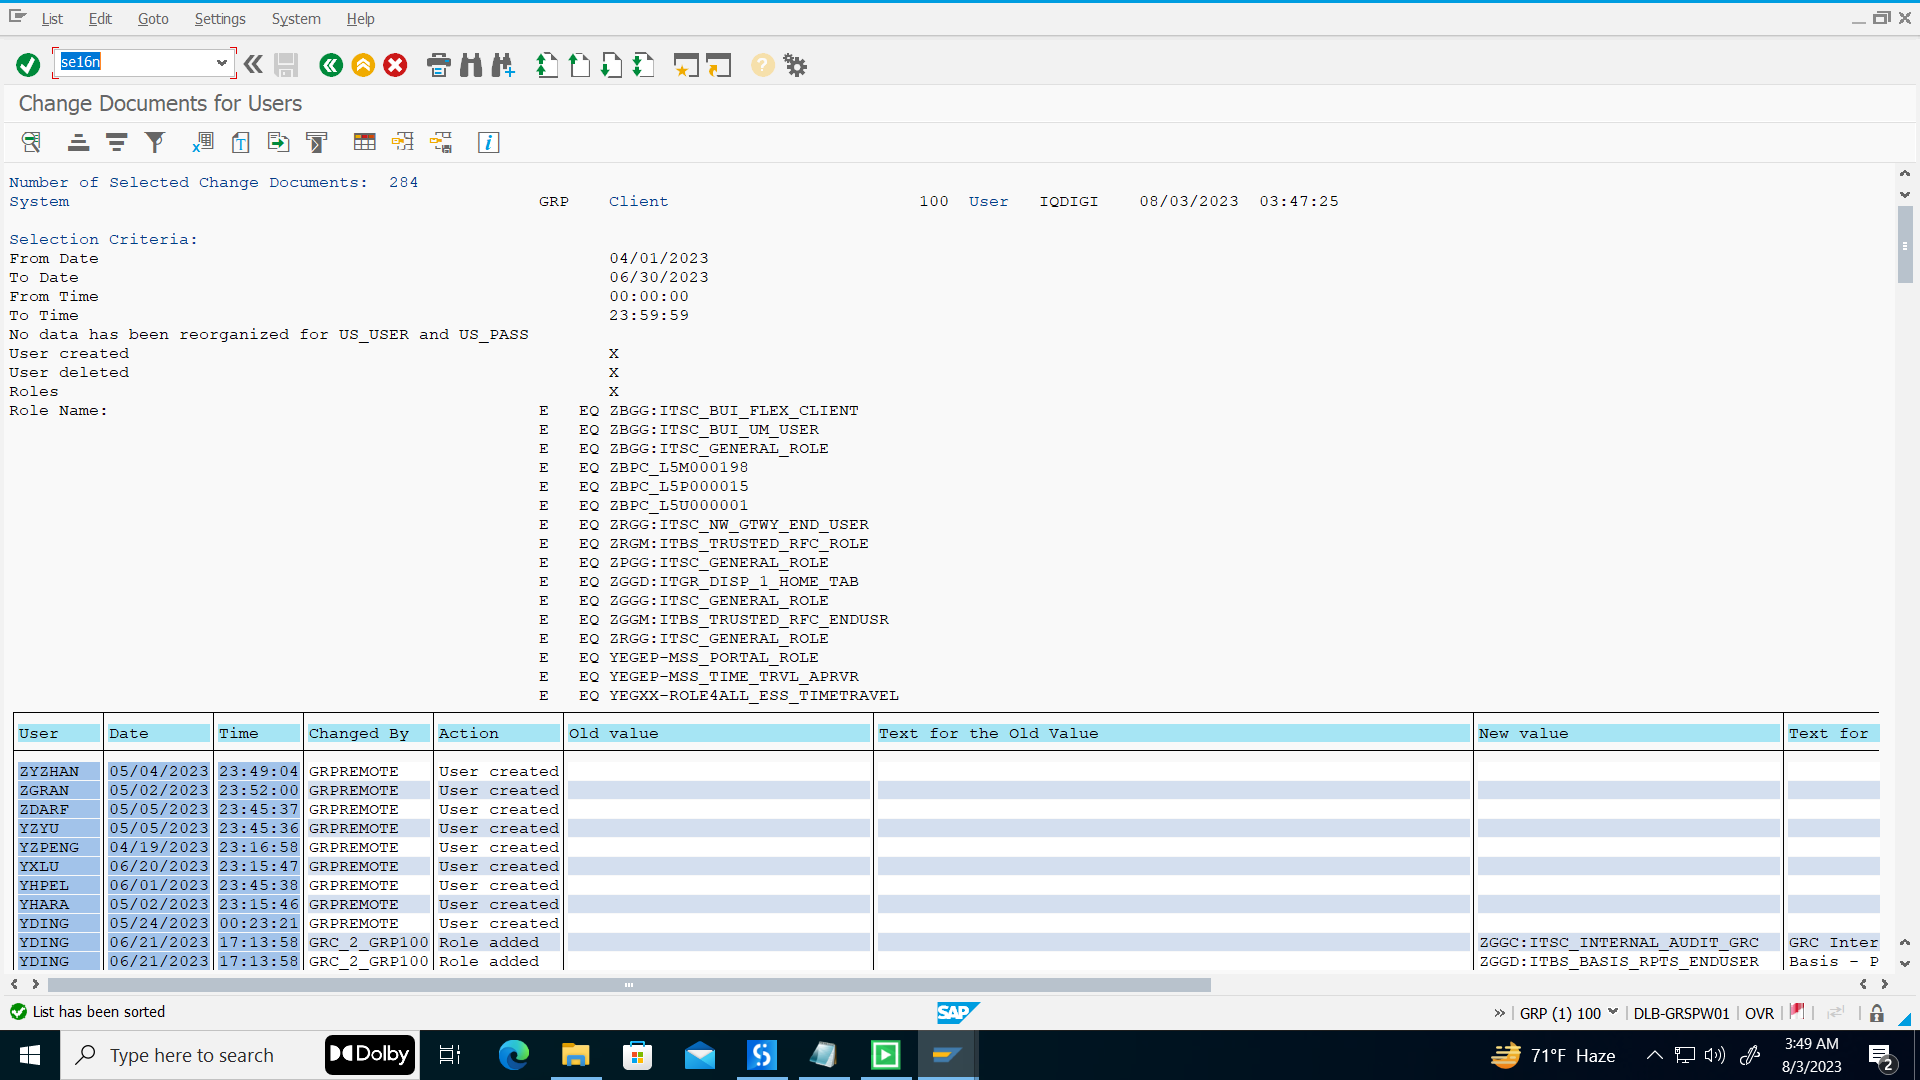 List Edit Goto Settings System Help
se16n
Change Documents for Users
Number of Selected Change Documents: 284
System GRP Client 100 User IQDIGI 08/03/2023 03:47:25
Selection Criteria:
From Date 04/01/2023
To Date 06/30/2023
From Time 00:00:00
To Time 23:59:59
No data has been reorganized for US_USER and US_PASS
User created X
User deleted X
Roles X
Role Name: E EQ ZBGG:ITSC_BUI_FLEX_CLIENT
E EQ ZBGG:ITSC_BUI_UM_USER
E EQ ZBGG:ITSC_GENERAL_ROLE
E EQ ZBPC_L5M000198
E EQ ZBPC_L5P000015
E EQ ZBPC_L5U000001
E EQ ZRGG:ITSC_NW_GTWY_END_USER
E EQ ZRGM:ITBS_TRUSTED_RFC_ROLE
E EQ ZPGG:ITSC_GENERAL_ROLE
E EQ ZGGD:ITGR_DISP_1_HOME_TAB
E EQ ZGGG:ITSC_GENERAL_ROLE
E EQ ZGGM:ITBS_TRUSTED_RFC_ENDUSR
E EQ ZRGG:ITSC_GENERAL_ROLE
E EQ YEGEP-MSS_PORTAL_ROLE
E EQ YEGEP-MSS_TIME_TRVL_APRVR
E EQ YEGXX-ROLE4ALL_ESS_TIMETRAVEL
User Date Time Changed By Action Old value Text for the Old Value New value Text for
ZYZHAN 05/04/2023 23:49:04 GRPREMOTE User created
ZGRAN 05/02/2023 23:52:00 GRPREMOTE User created
ZDARF 05/05/2023 23:45:37 GRPREMOTE User created
YZYU 05/05/2023 23:45:36 GRPREMOTE User created
YZPENG 04/19/2023 23:16:58 GRPREMOTE User created
YXLU 06/20/2023 23:15:47 GRPREMOTE User created
YHPEL 06/01/2023 23:45:38 GRPREMOTE User created
YHARA 05/02/2023 23:15:46 GRPREMOTE User created
YDING 05/24/2023 00:23:21 GRPREMOTE User created
YDING 06/21/2023 17:13:58 GRC_2_GRP100 Role added ZGGC:ITSC_INTERNAL_AUDIT_GRC GRC Inter
YDING 06/21/2023 17:13:58 GRC_2_GRP100 Role added ZGGD:ITBS_BASIS_RPTS_ENDUSER Basis - P
List has been sorted SAP GRP (1) 100 DLB-GRSPW01 OVR
Type here to search Dolby 71°F Haze 3:49 AM
8/3/2023 2